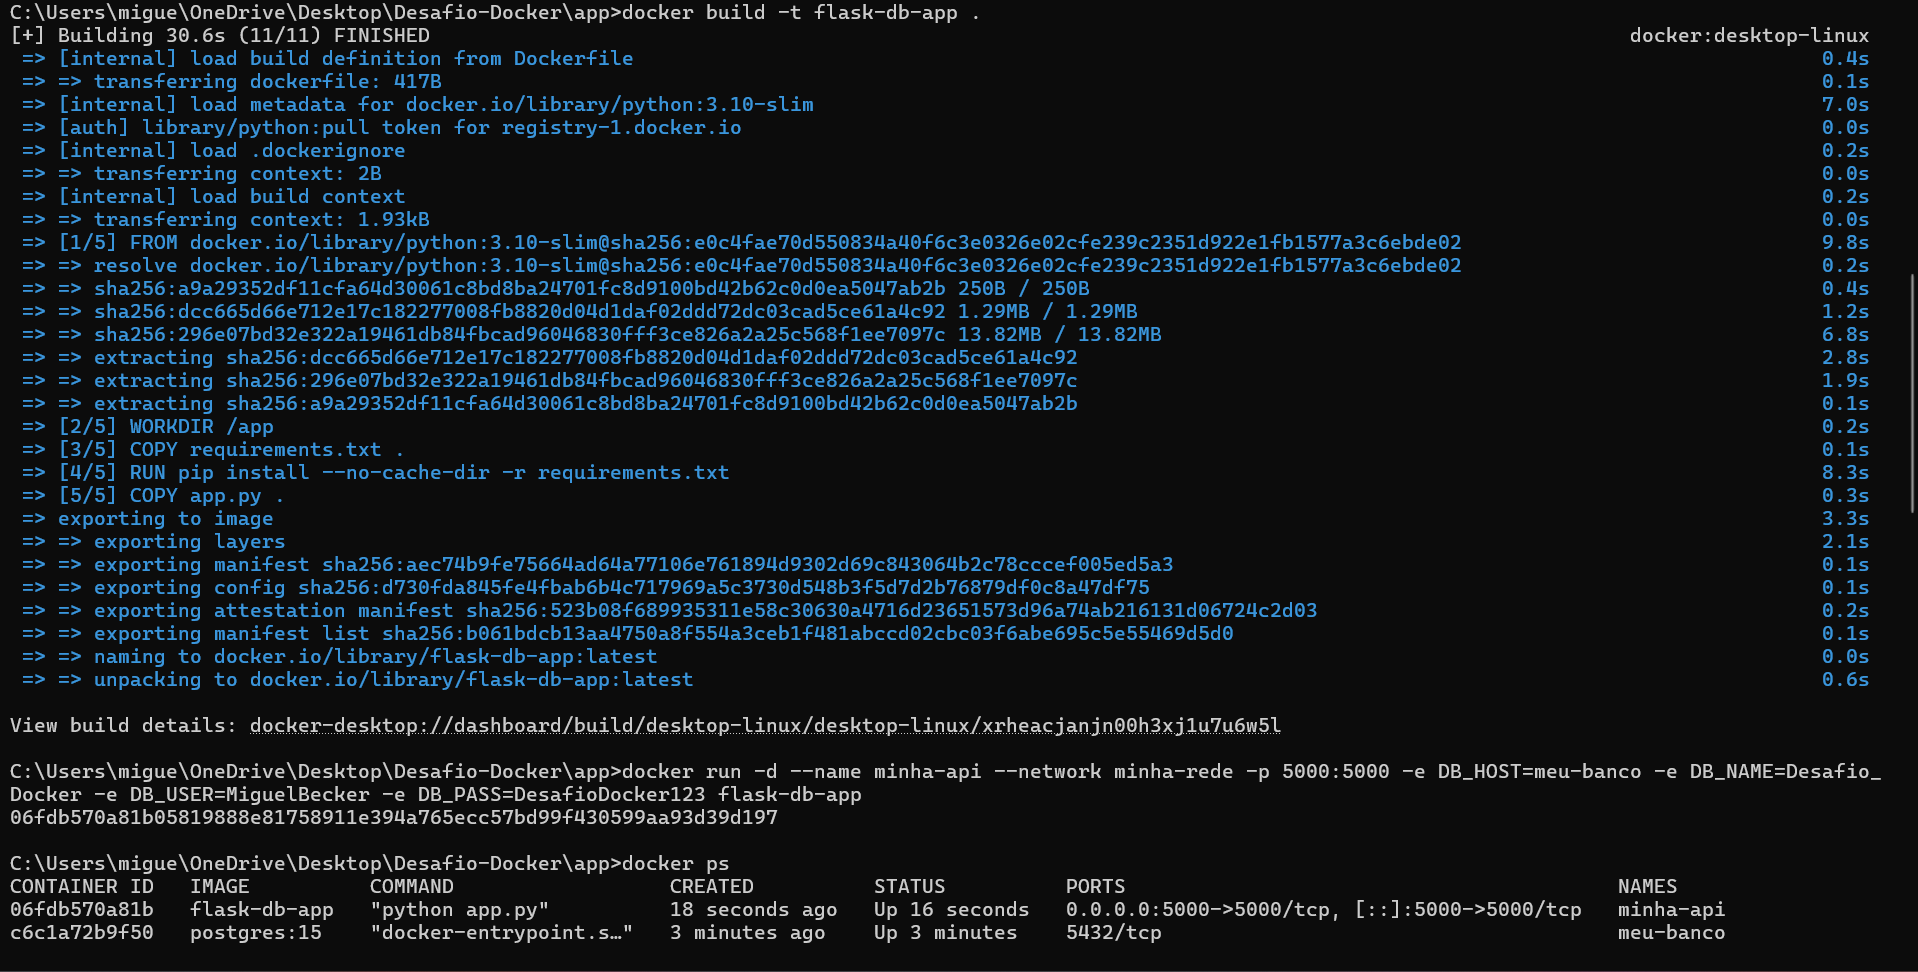 C:\Users\migue\OneDrive\Desktop\Desafio-Docker\app>docker build -t flask-db-app .
[+] Building 30.6s (11/11) FINISHED docker:desktop-linux
=> [internal] load build definition from Dockerfile 0.4s
=> => transferring dockerfile: 417B 0.1s
=> [internal] load metadata for docker.io/library/python:3.10-slim 7.0s
=> [auth] library/python:pull token for registry-1.docker.io 0.0s
=> [internal] load .dockerignore 0.2s
=> => transferring context: 2B 0.0s
=> [internal] load build context 0.2s
=> => transferring context: 1.93kB 0.0s
=> [1/5] FROM docker.io/library/python:3.10-slim@sha256:e0c4fae70d550834a40f6c3e0326e02cfe239c2351d922e1fb1577a3c6ebde02 9.8s
=> => resolve docker.io/library/python:3.10-slim@sha256:e0c4fae70d550834a40f6c3e0326e02cfe239c2351d922e1fb1577a3c6ebde02 0.2s
=> => sha256:a9a29352df11cfa64d30061c8bd8ba24701fc8d9100bd42b62c0d0ea5047ab2b 250B / 250B 0.4s
=> => sha256:dcc665d66e712e17c182277008fb8820d04d1daf02ddd72dc03cad5ce61a4c92 1.29MB / 1.29MB 1.2s
=> => sha256:296e07bd32e322a19461db84fbcad96046830fff3ce826a2a25c568f1ee7097c 13.82MB / 13.82MB 6.8s
=> => extracting sha256:dcc665d66e712e17c182277008fb8820d04d1daf02ddd72dc03cad5ce61a4c92 2.8s
=> => extracting sha256:296e07bd32e322a19461db84fbcad96046830fff3ce826a2a25c568f1ee7097c 1.9s
=> => extracting sha256:a9a29352df11cfa64d30061c8bd8ba24701fc8d9100bd42b62c0d0ea5047ab2b 0.1s
=> [2/5] WORKDIR /app 0.2s
=> [3/5] COPY requirements.txt . 0.1s
=> [4/5] RUN pip install --no-cache-dir -r requirements.txt 8.3s
=> [5/5] COPY app.py . 0.3s
=> exporting to image 3.3s
=> => exporting layers 2.1s
=> => exporting manifest sha256:aec74b9fe75664ad64a77106e761894d9302d69c843064b2c78cccef005ed5a3 0.1s
=> => exporting config sha256:d730fda845fe4fbab6b4c717969a5c3730d548b3f5d7d2b76879df0c8a47df75 0.1s
=> => exporting attestation manifest sha256:523b08f689935311e58c30630a4716d23651573d96a74ab216131d06724c2d03 0.2s
=> => exporting manifest list sha256:b061bdcb13aa4750a8f554a3ceb1f481abccd02cbc03f6abe695c5e55469d5d0 0.1s
=> => naming to docker.io/library/flask-db-app:latest 0.0s
=> => unpacking to docker.io/library/flask-db-app:latest 0.6s
View build details: docker-desktop://dashboard/build/desktop-linux/desktop-linux/xrheacjanjn00h3xj1u7u6w5l
C:\Users\migue\OneDrive\Desktop\Desafio-Docker\app>docker run -d --name minha-api --network minha-rede -p 5000:5000 -e DB_HOST=meu-banco -e DB_NAME=Desafio_
Docker -e DB_USER=MiguelBecker -e DB_PASS=DesafioDocker123 flask-db-app
06fdb570a81b05819888e81758911e394a765ecc57bd99f430599aa93d39d197
C:\Users\migue\OneDrive\Desktop\Desafio-Docker\app>docker ps
CONTAINER ID IMAGE COMMAND CREATED STATUS PORTS NAMES
06fdb570a81b flask-db-app "python app.py" 18 seconds ago Up 16 seconds 0.0.0.0:5000->5000/tcp, [::]:5000->5000/tcp minha-api
c6c1a72b9f50 postgres:15 "docker-entrypoint.s…" 3 minutes ago Up 3 minutes 5432/tcp meu-banco